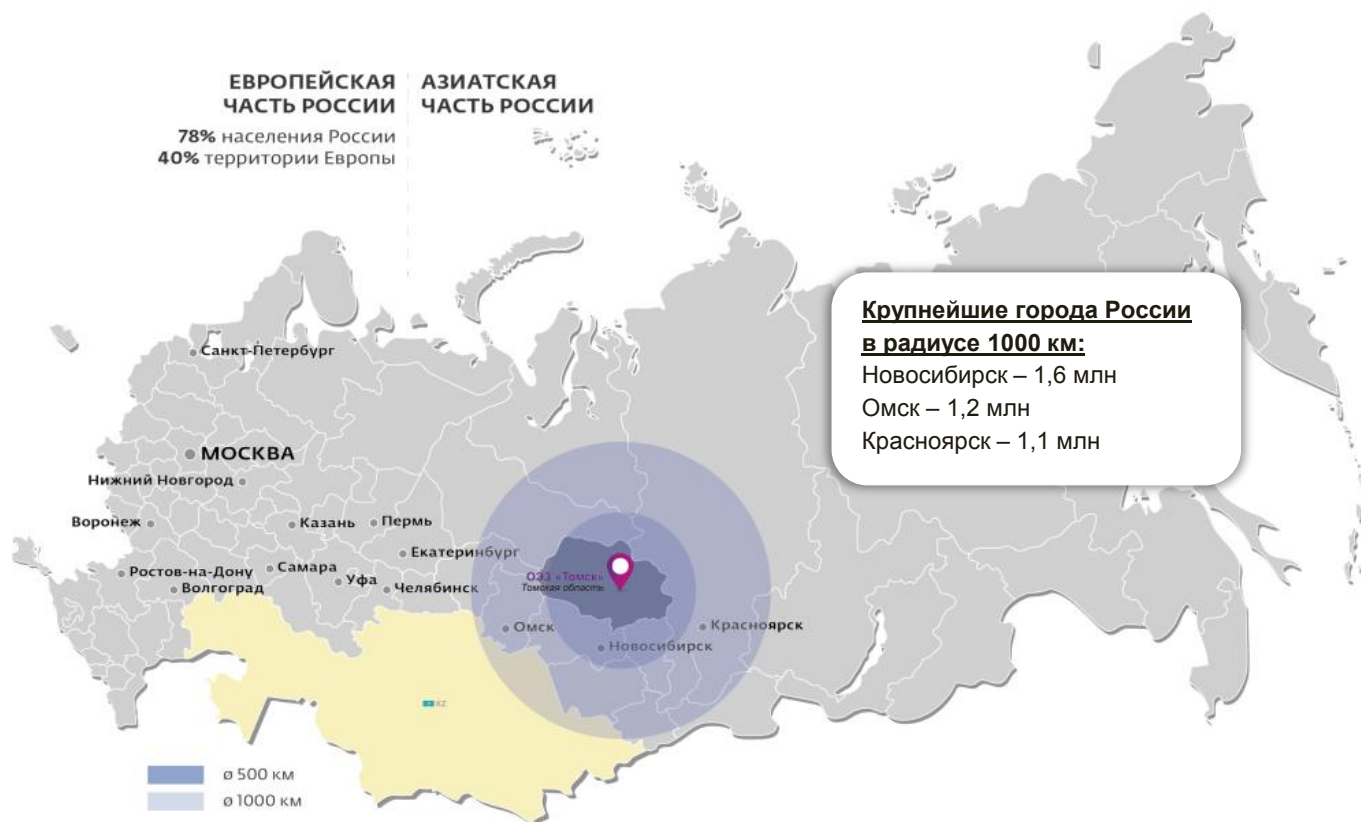 ЕВРОПЕЙСКАЯ
ЧАСТЬ РОССИИ
78% населения России
40% территории Европы
АЗИАТСКАЯ
ЧАСТЬ РОССИИ
Крупнейшие города России
в радиусе 1000 км:
Новосибирск – 1,6 млн
Омск – 1,2 млн
Красноярск – 1,1 млн
Санкт-Петербург
МОСКВА
Нижний Новгород
Воронеж
Казань
Пермь
Екатеринбург
Ростов-на-Дону
Самара
Уфа
Челябинск
Волгоград
ОЭЗ «Томск»
Томская область
Омск
Красноярск
Новосибирск
KZ
ø 500 км
ø 1000 км